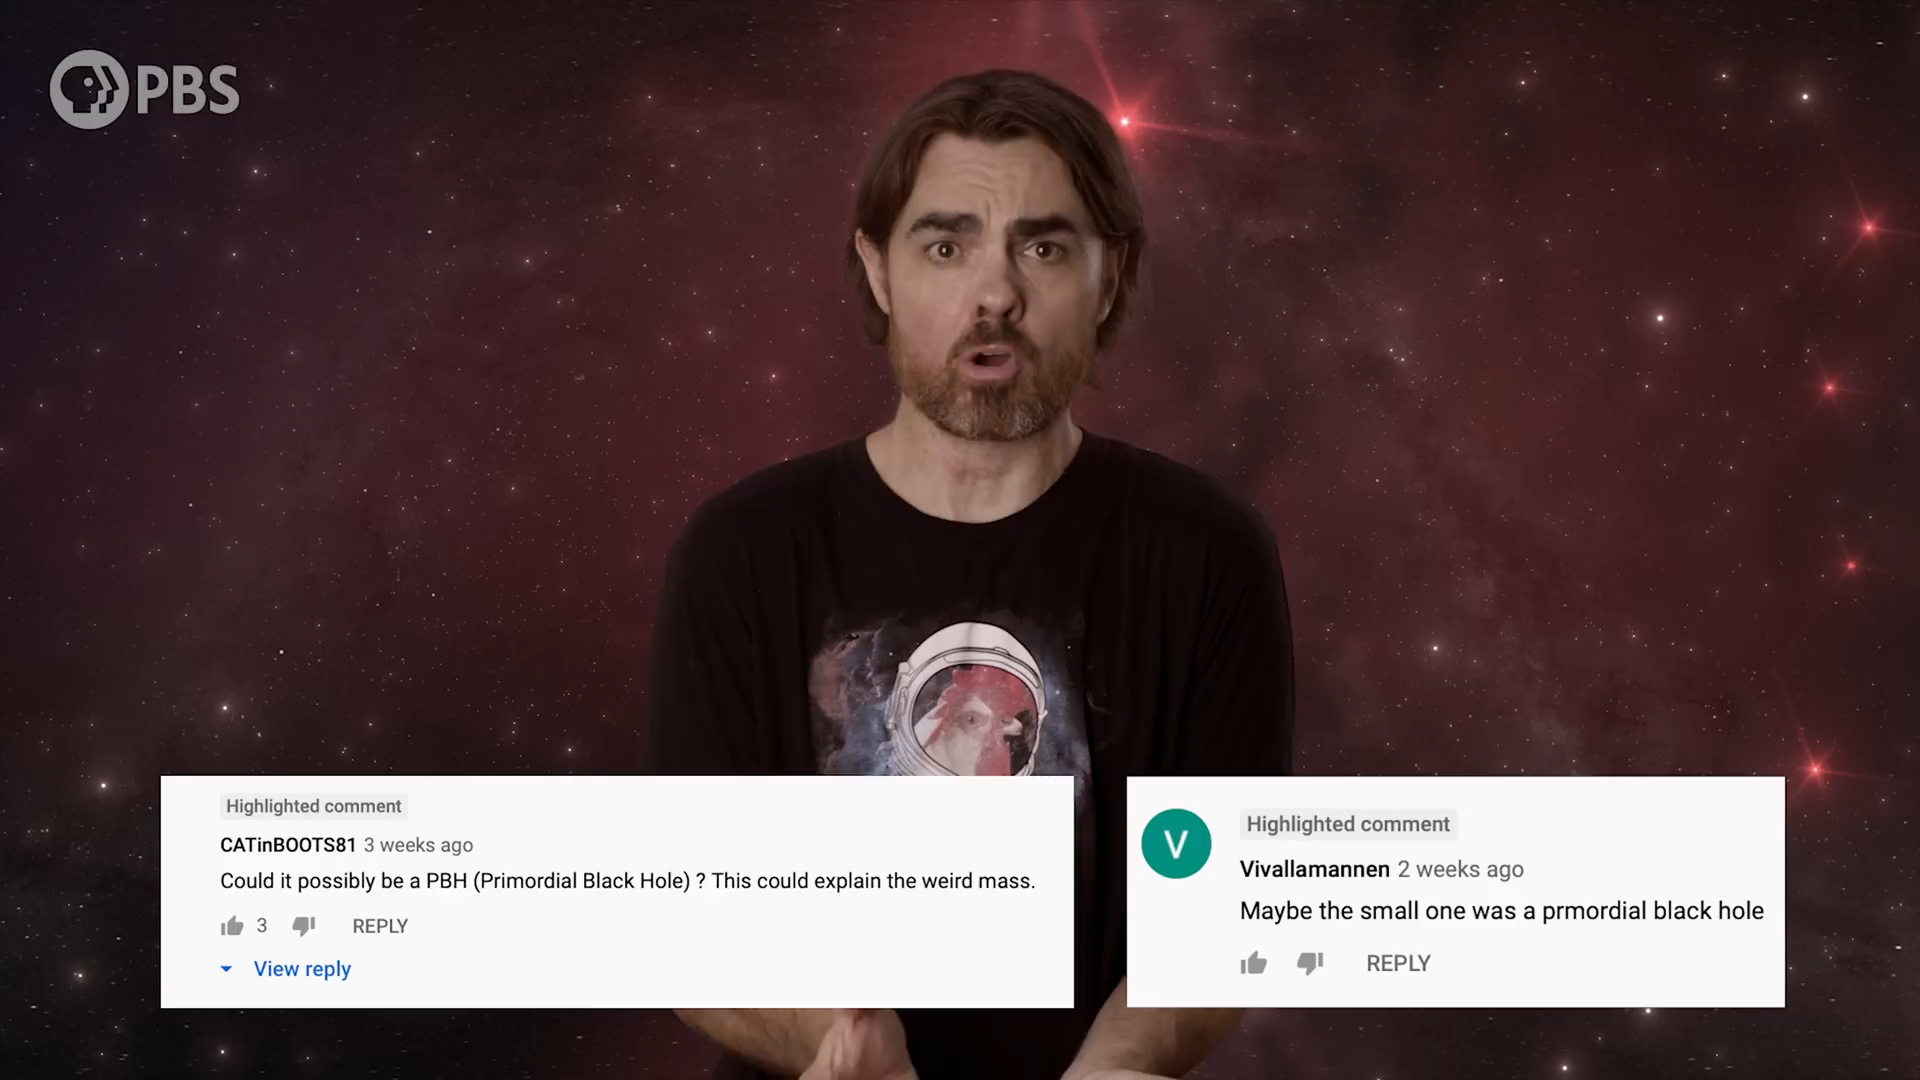 PBS
Highlighted comment
CATinBOOTS81 3 weeks ago
Could it possibly be a PBH (Primordial Black Hole) ? This could explain the weird mass.
3 REPLY
View reply
V
Highlighted comment
Vivallamannen 2 weeks ago
Maybe the small one was a prmordial black hole
REPLY